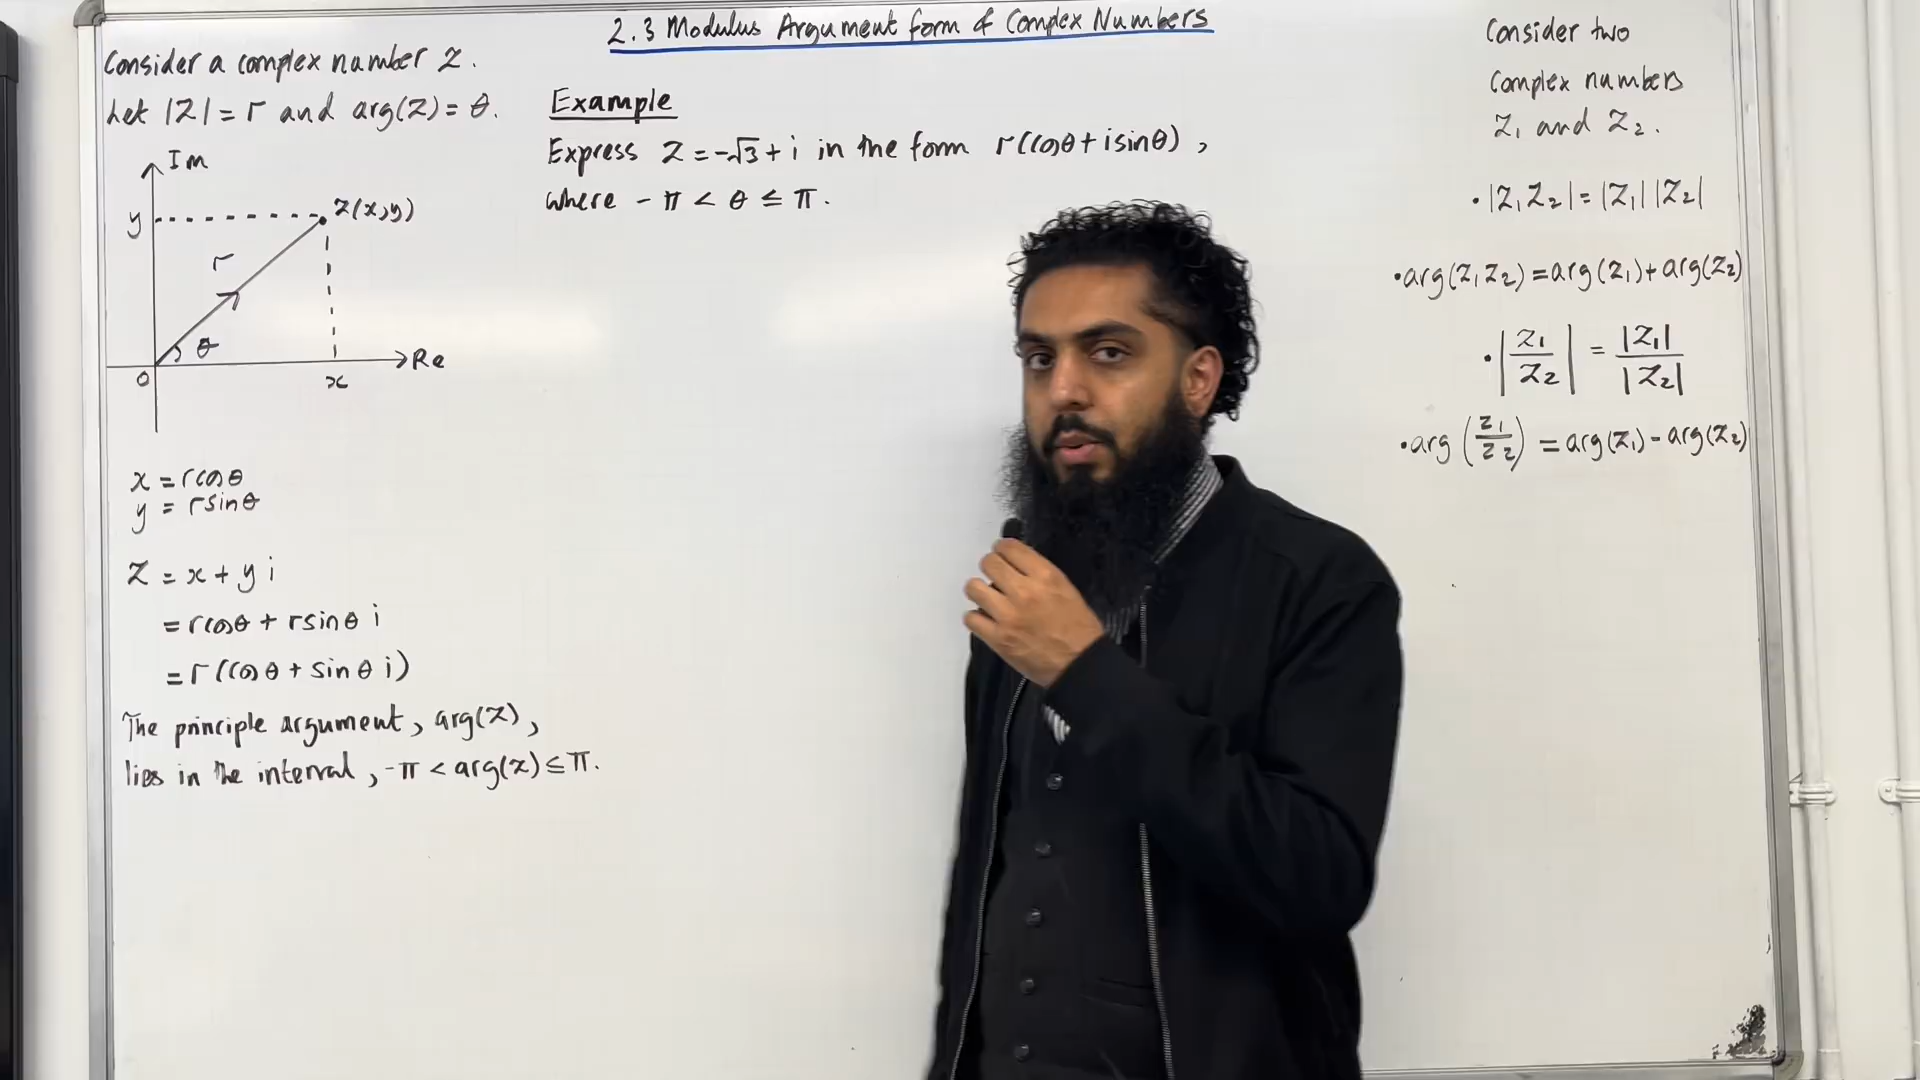 2.3 Modulus Argument form of Complex Numbers
Consider a complex number z.
Let |z| = r and arg(z) = θ.
Im
y
z(x,y)
r
θ
Re
0
x
x = rcosθ
y = rsinθ
z = x + y i
= rcosθ + rsinθ i
= r(cosθ + sinθ i)
The principle argument, arg(z),
lies in the interval, -π < arg(z) ≤ π.
Example
Express z = -√3 + i in the form r(cosθ + isinθ),
where -π < θ ≤ π.
Consider two
Complex numbers
z₁ and z₂.
• |z₁z₂| = |z₁||z₂|
• arg(z₁z₂) = arg(z₁) + arg(z₂)
• |z₁/z₂| = |z₁|/|z₂|
• arg(z₁/z₂) = arg(z₁) - arg(z₂)